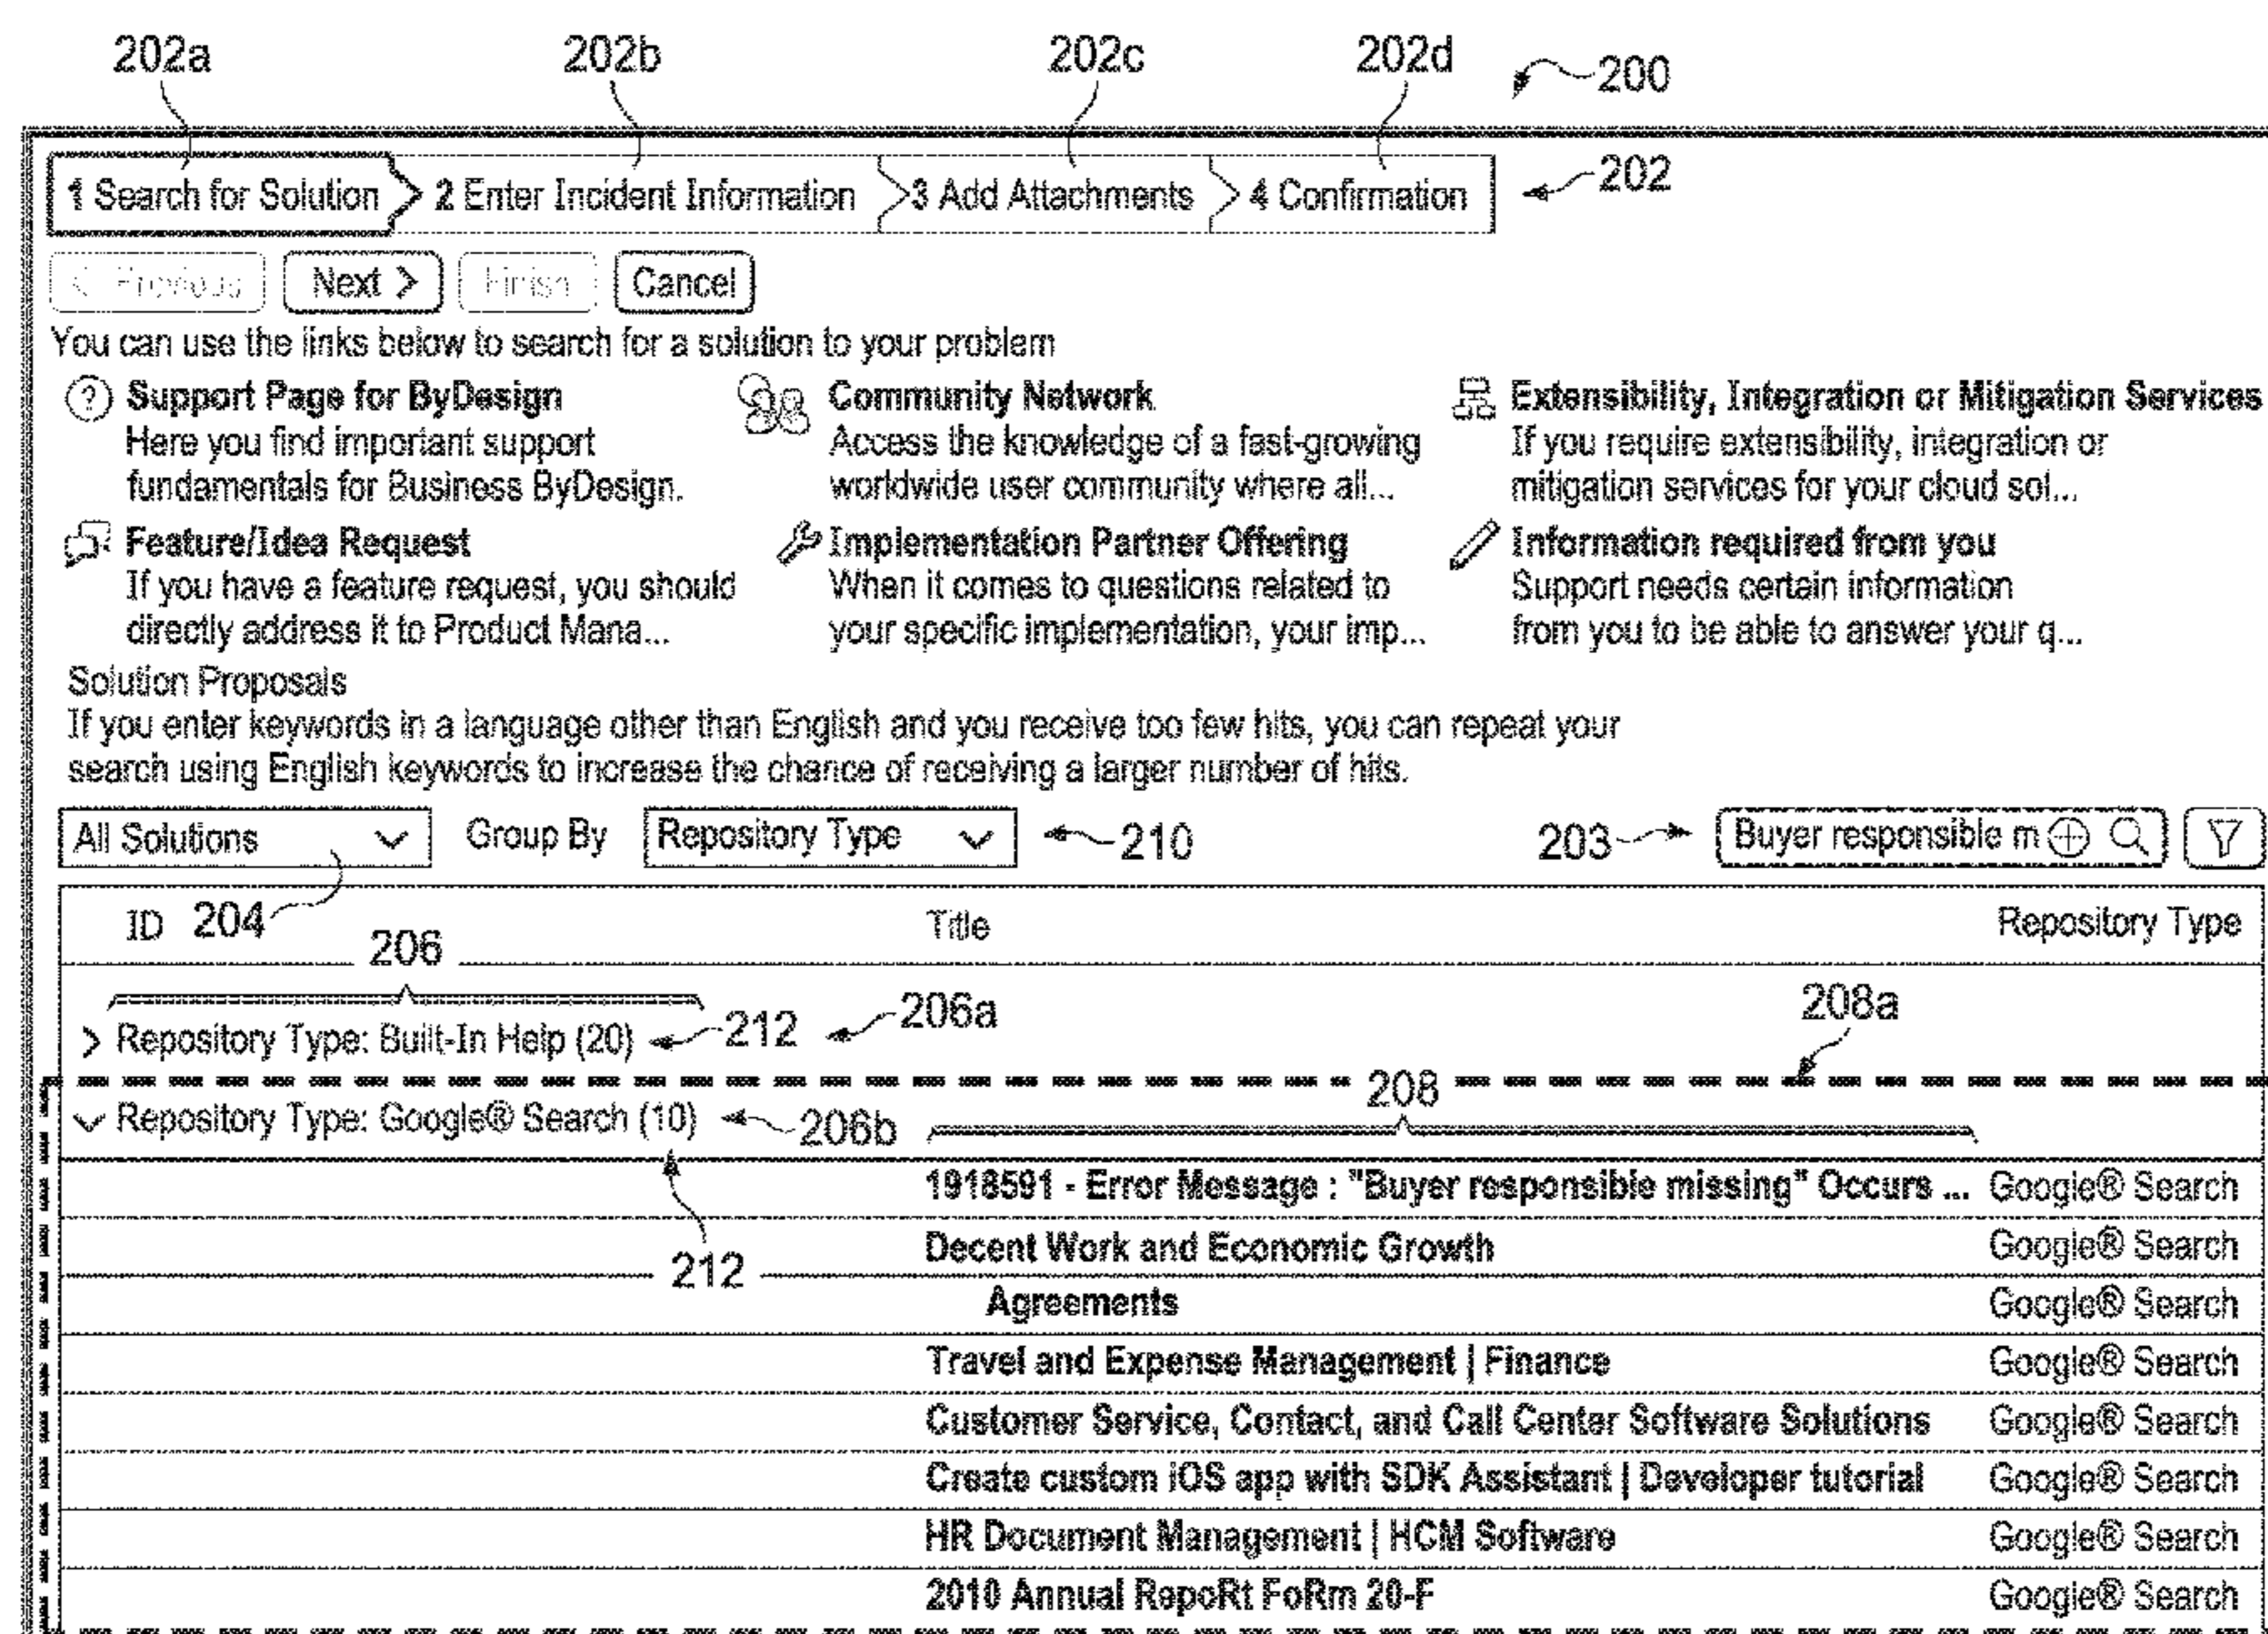 202a 202b 202c 202d 200
1 Search for Solution 2 Enter Incident Information 3 Add Attachments 4 Confirmation 202
< Previous Next > Finish Cancel
You can use the links below to search for a solution to your problem
Support Page for ByDesign
Here you find important support
fundamentals for Business ByDesign.
Community Network
Access the knowledge of a fast-growing
worldwide user community where all...
Extensibility, Integration or Mitigation Services
If you require extensibility, integration or
mitigation services for your cloud sol...
Feature/Idea Request
If you have a feature request, you should
directly address it to Product Mana...
Implementation Partner Offering
When it comes to questions related to
your specific implementation, your imp...
Information required from you
Support needs certain information
from you to be able to answer your q...
Solution Proposals
If you enter keywords in a language other than English and you receive too few hits, you can repeat your
search using English keywords to increase the chance of receiving a larger number of hits.
All Solutions Group By Repository Type 210 203 Buyer responsible m
ID 204 Title Repository Type
206
> Repository Type: Built-In Help (20) 212 206a 208a
208
Repository Type: Google® Search (10) 206b
1918591 - Error Message : "Buyer responsible missing" Occurs ... Google® Search
Decent Work and Economic Growth Google® Search
212
Agreements Google® Search
Travel and Expense Management | Finance Google® Search
Customer Service, Contact, and Call Center Software Solutions Google® Search
Create custom iOS app with SDK Assistant | Developer tutorial Google® Search
HR Document Management | HCM Software Google® Search
2010 Annual RepoRt FoRm 20-F Google® Search